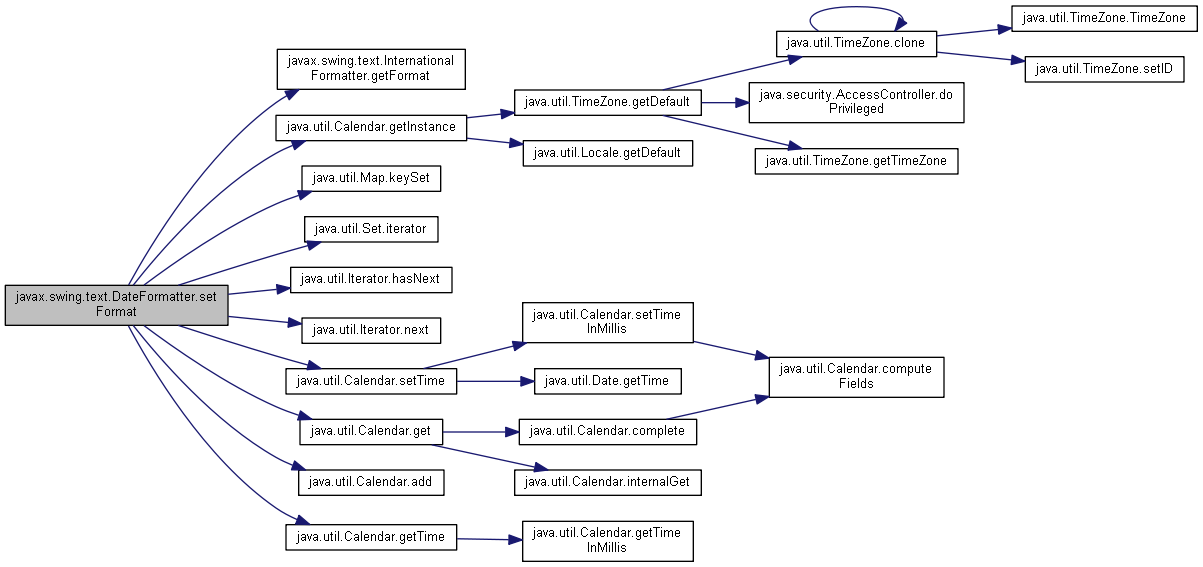 javax.swing.text.DateFormatter.set
Format
javax.swing.text.International
Formatter.getFormat
java.util.Calendar.getInstance
java.util.Map.keySet
java.util.Set.iterator
java.util.Iterator.hasNext
java.util.Iterator.next
java.util.Calendar.setTime
java.util.Calendar.get
java.util.Calendar.add
java.util.Calendar.getTime
java.util.TimeZone.getDefault
java.util.Locale.getDefault
java.util.Calendar.setTime
InMillis
java.util.Date.getTime
java.util.Calendar.complete
java.util.Calendar.internalGet
java.util.Calendar.getTime
InMillis
java.util.TimeZone.clone
java.security.AccessController.do
Privileged
java.util.TimeZone.getTimeZone
java.util.Calendar.compute
Fields
java.util.TimeZone.TimeZone
java.util.TimeZone.setID